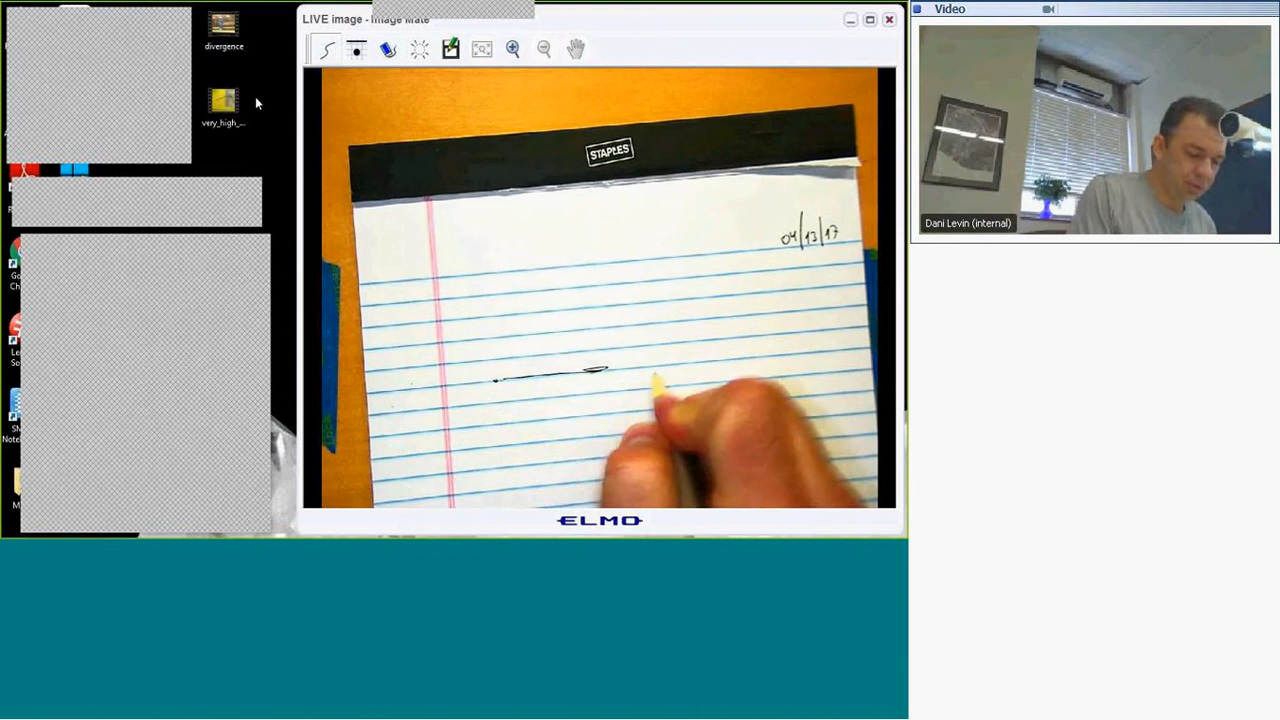 divergence
very_high_...
LIVE image - Image Mate
STAPLES
04/13/17
ELMO
Video
Dani Levin (internal)